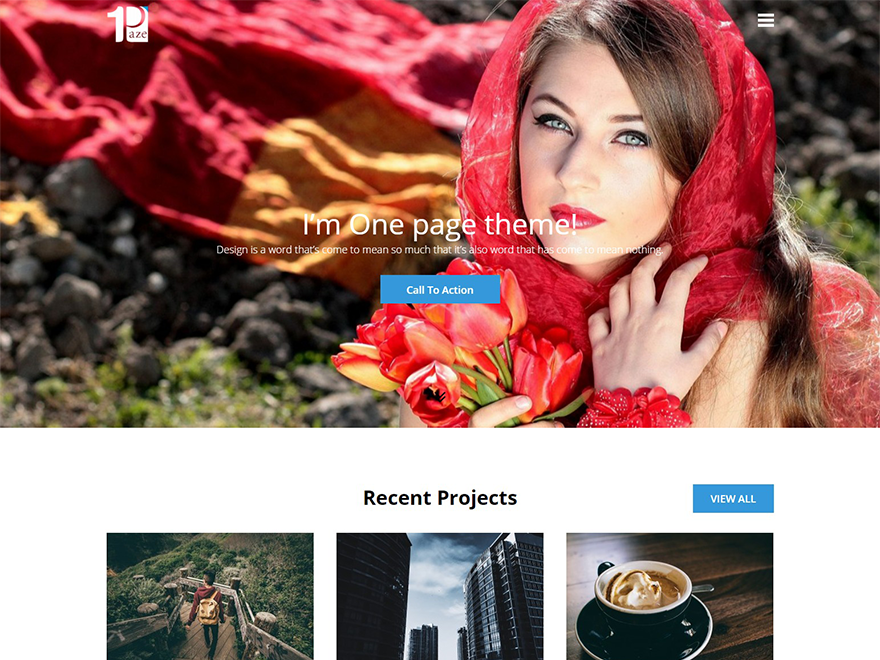 1Paze
I'm One page theme!
Design is a word that's come to mean so much that it's also word that has come to mean nothing.
Call To Action
Recent Projects
VIEW ALL